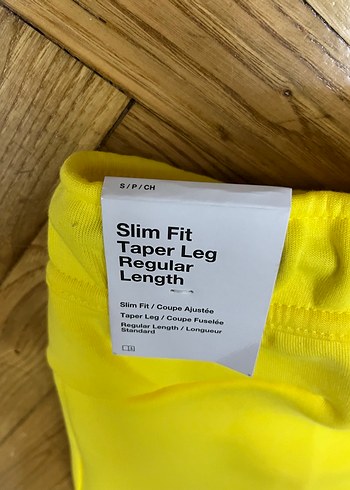 S / P / CH
Slim Fit
Taper Leg
Regular
Length
Slim Fit / Coupe Ajustée
Taper Leg / Coupe Fuselée
Regular Length / Longueur
Standard